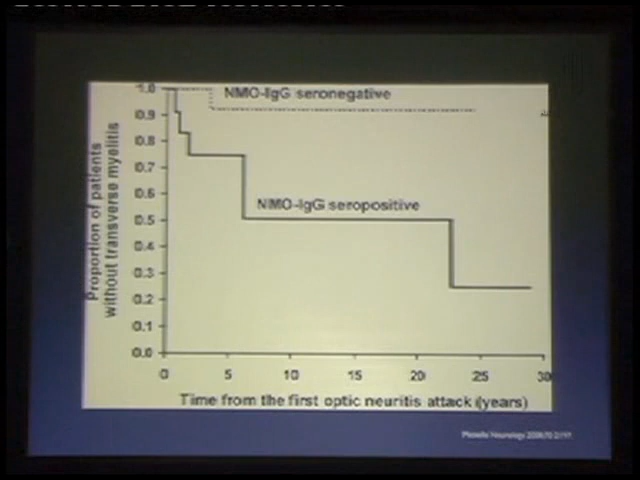 NMO-IgG seronegative
NMO-IgG seropositive
Proportion of patients
without transverse myelitis
1.0
0.9
0.8
0.7
0.6
0.5
0.4
0.3
0.2
0.1
0.0
0 5 10 15 20 25 30
Time from the first optic neuritis attack (years)
Neurology